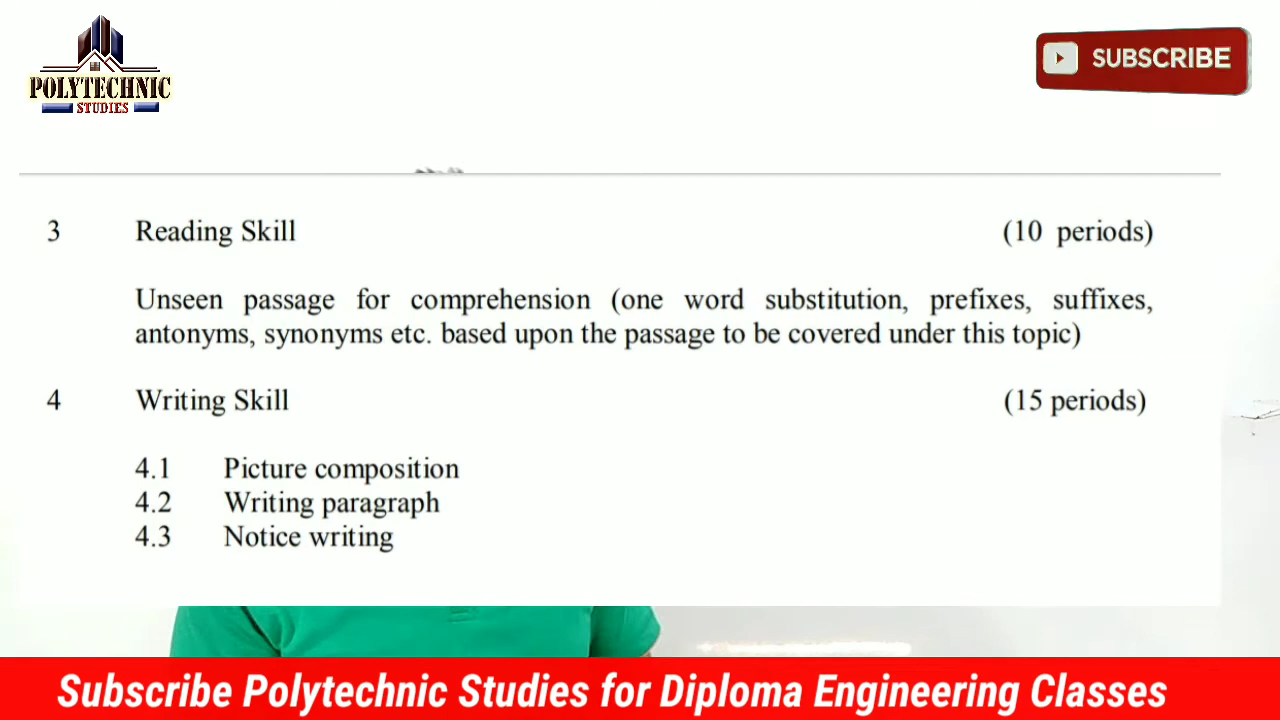 POLYTECHNIC
STUDIES
SUBSCRIBE
3 Reading Skill (10 periods)
Unseen passage for comprehension (one word substitution, prefixes, suffixes,
antonyms, synonyms etc. based upon the passage to be covered under this topic)
4 Writing Skill (15 periods)
4.1 Picture composition
4.2 Writing paragraph
4.3 Notice writing
Subscribe Polytechnic Studies for Diploma Engineering Classes